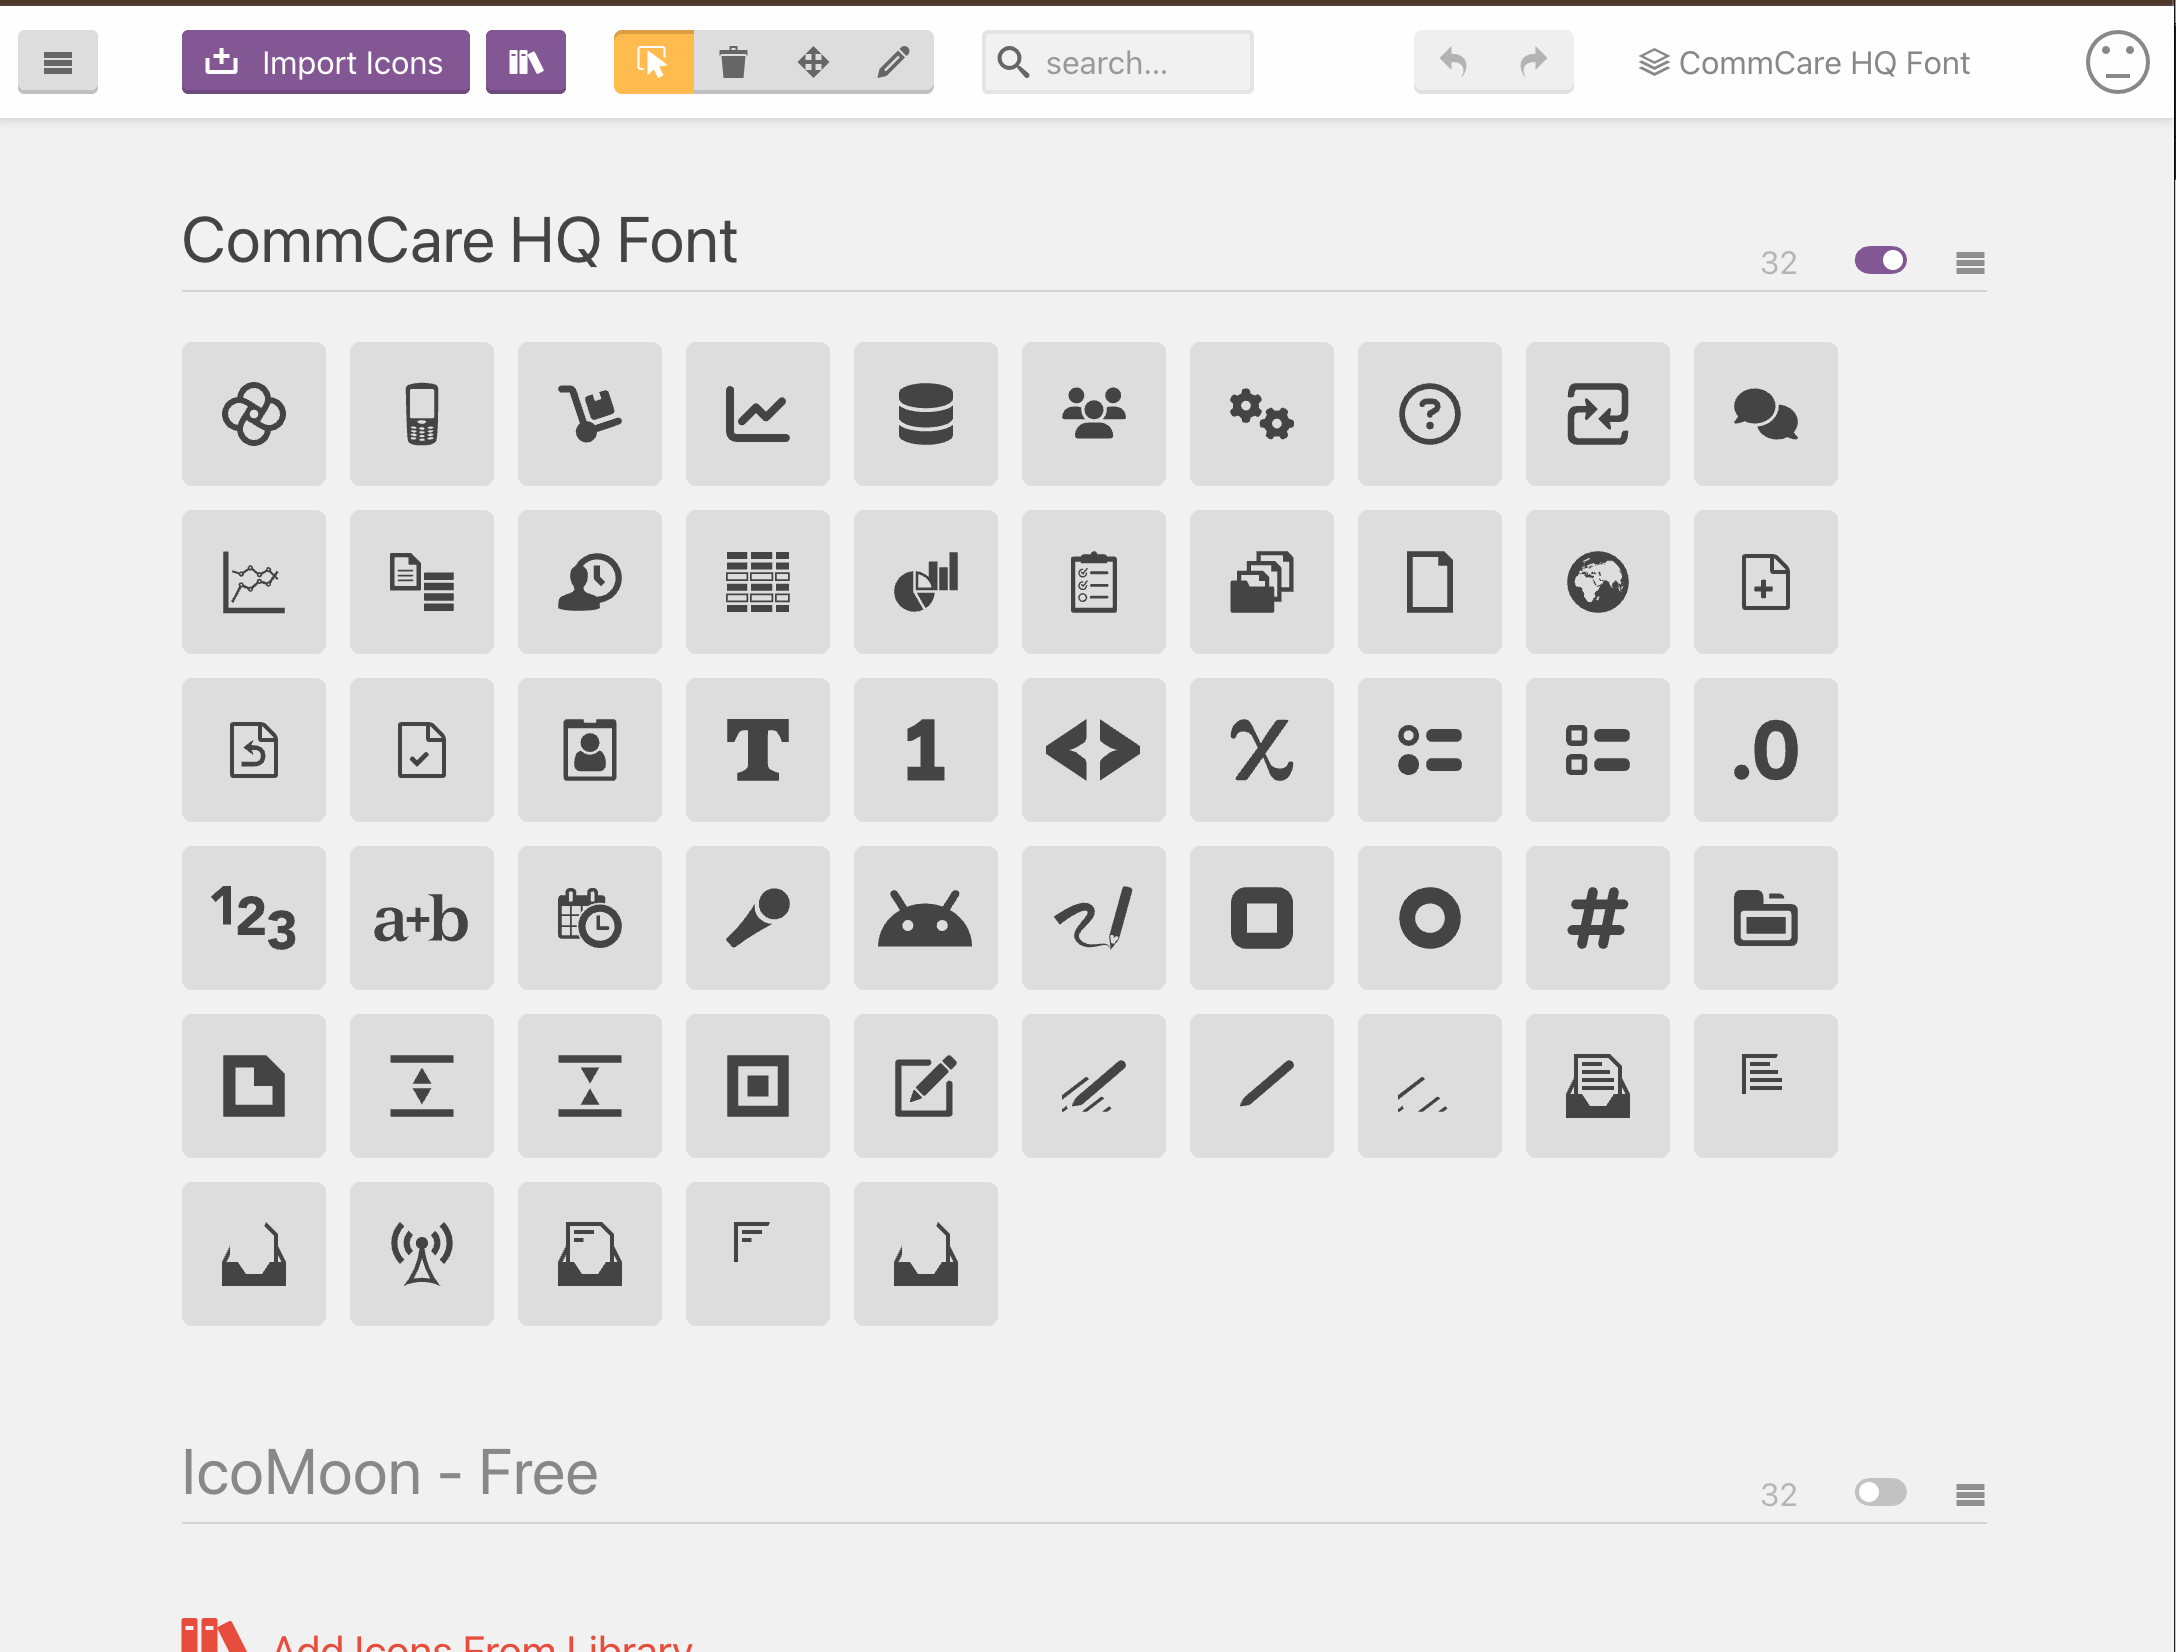 Import Icons
search...
CommCare HQ Font
CommCare HQ Font
32
T
1
<>
.0
123
a+b
#
IcoMoon - Free
32
Add Icons From Library